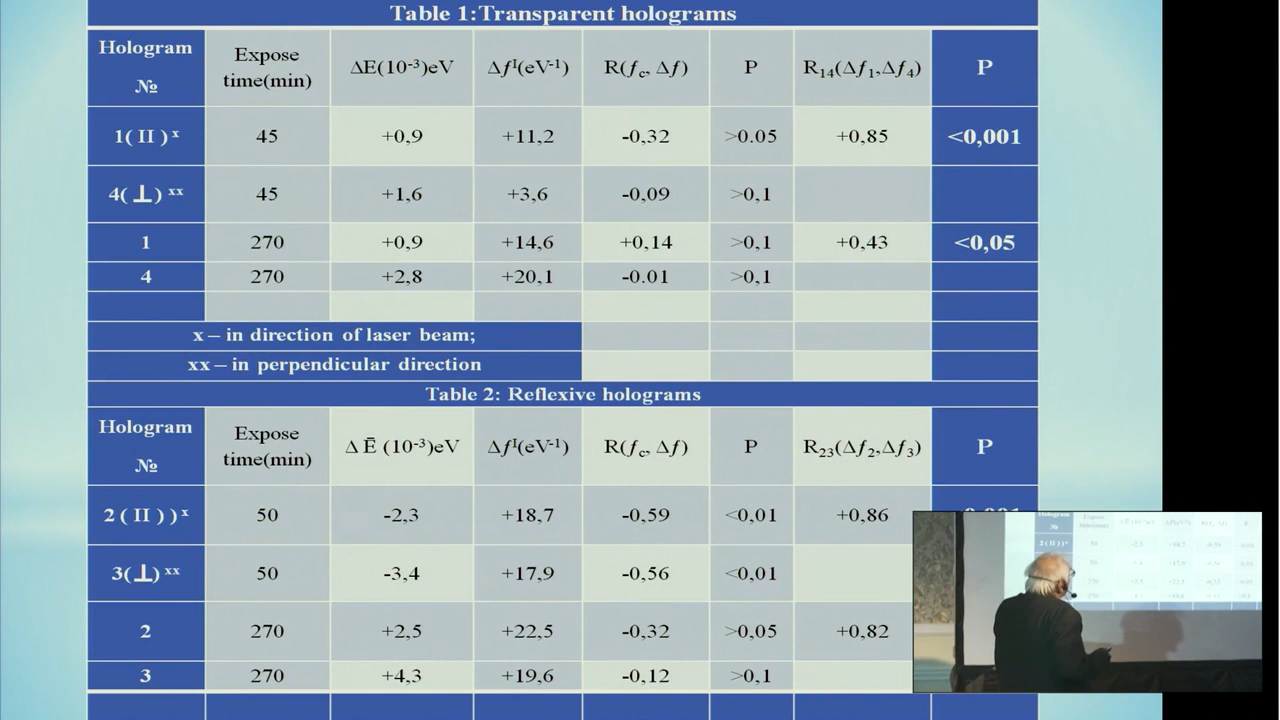 Table 1:Transparent holograms
Hologram № Expose time(min) ΔE(10⁻³)eV Δfᴵ(eV⁻¹) R(f꜀, Δf) P R₁₄(Δf₁,Δf₄) P
1( II ) ˣ 45 +0,9 +11,2 -0,32 >0.05 +0,85 <0,001
4( ⊥ ) ˣˣ 45 +1,6 +3,6 -0,09 >0,1
1 270 +0,9 +14,6 +0,14 >0,1 +0,43 <0,05
4 270 +2,8 +20,1 -0.01 >0,1
x – in direction of laser beam;
xx – in perpendicular direction
Table 2: Reflexive holograms
Hologram № Expose time(min) Δ Ē (10⁻³)eV Δfᴵ(eV⁻¹) R(f꜀, Δf) P R₂₃(Δf₂,Δf₃) P
2 ( II ) ) ˣ 50 -2,3 +18,7 -0,59 <0,01 +0,86
3(⊥) ˣˣ 50 -3,4 +17,9 -0,56 <0,01
2 270 +2,5 +22,5 -0,32 >0,05 +0,82
3 270 +4,3 +19,6 -0,12 >0,1